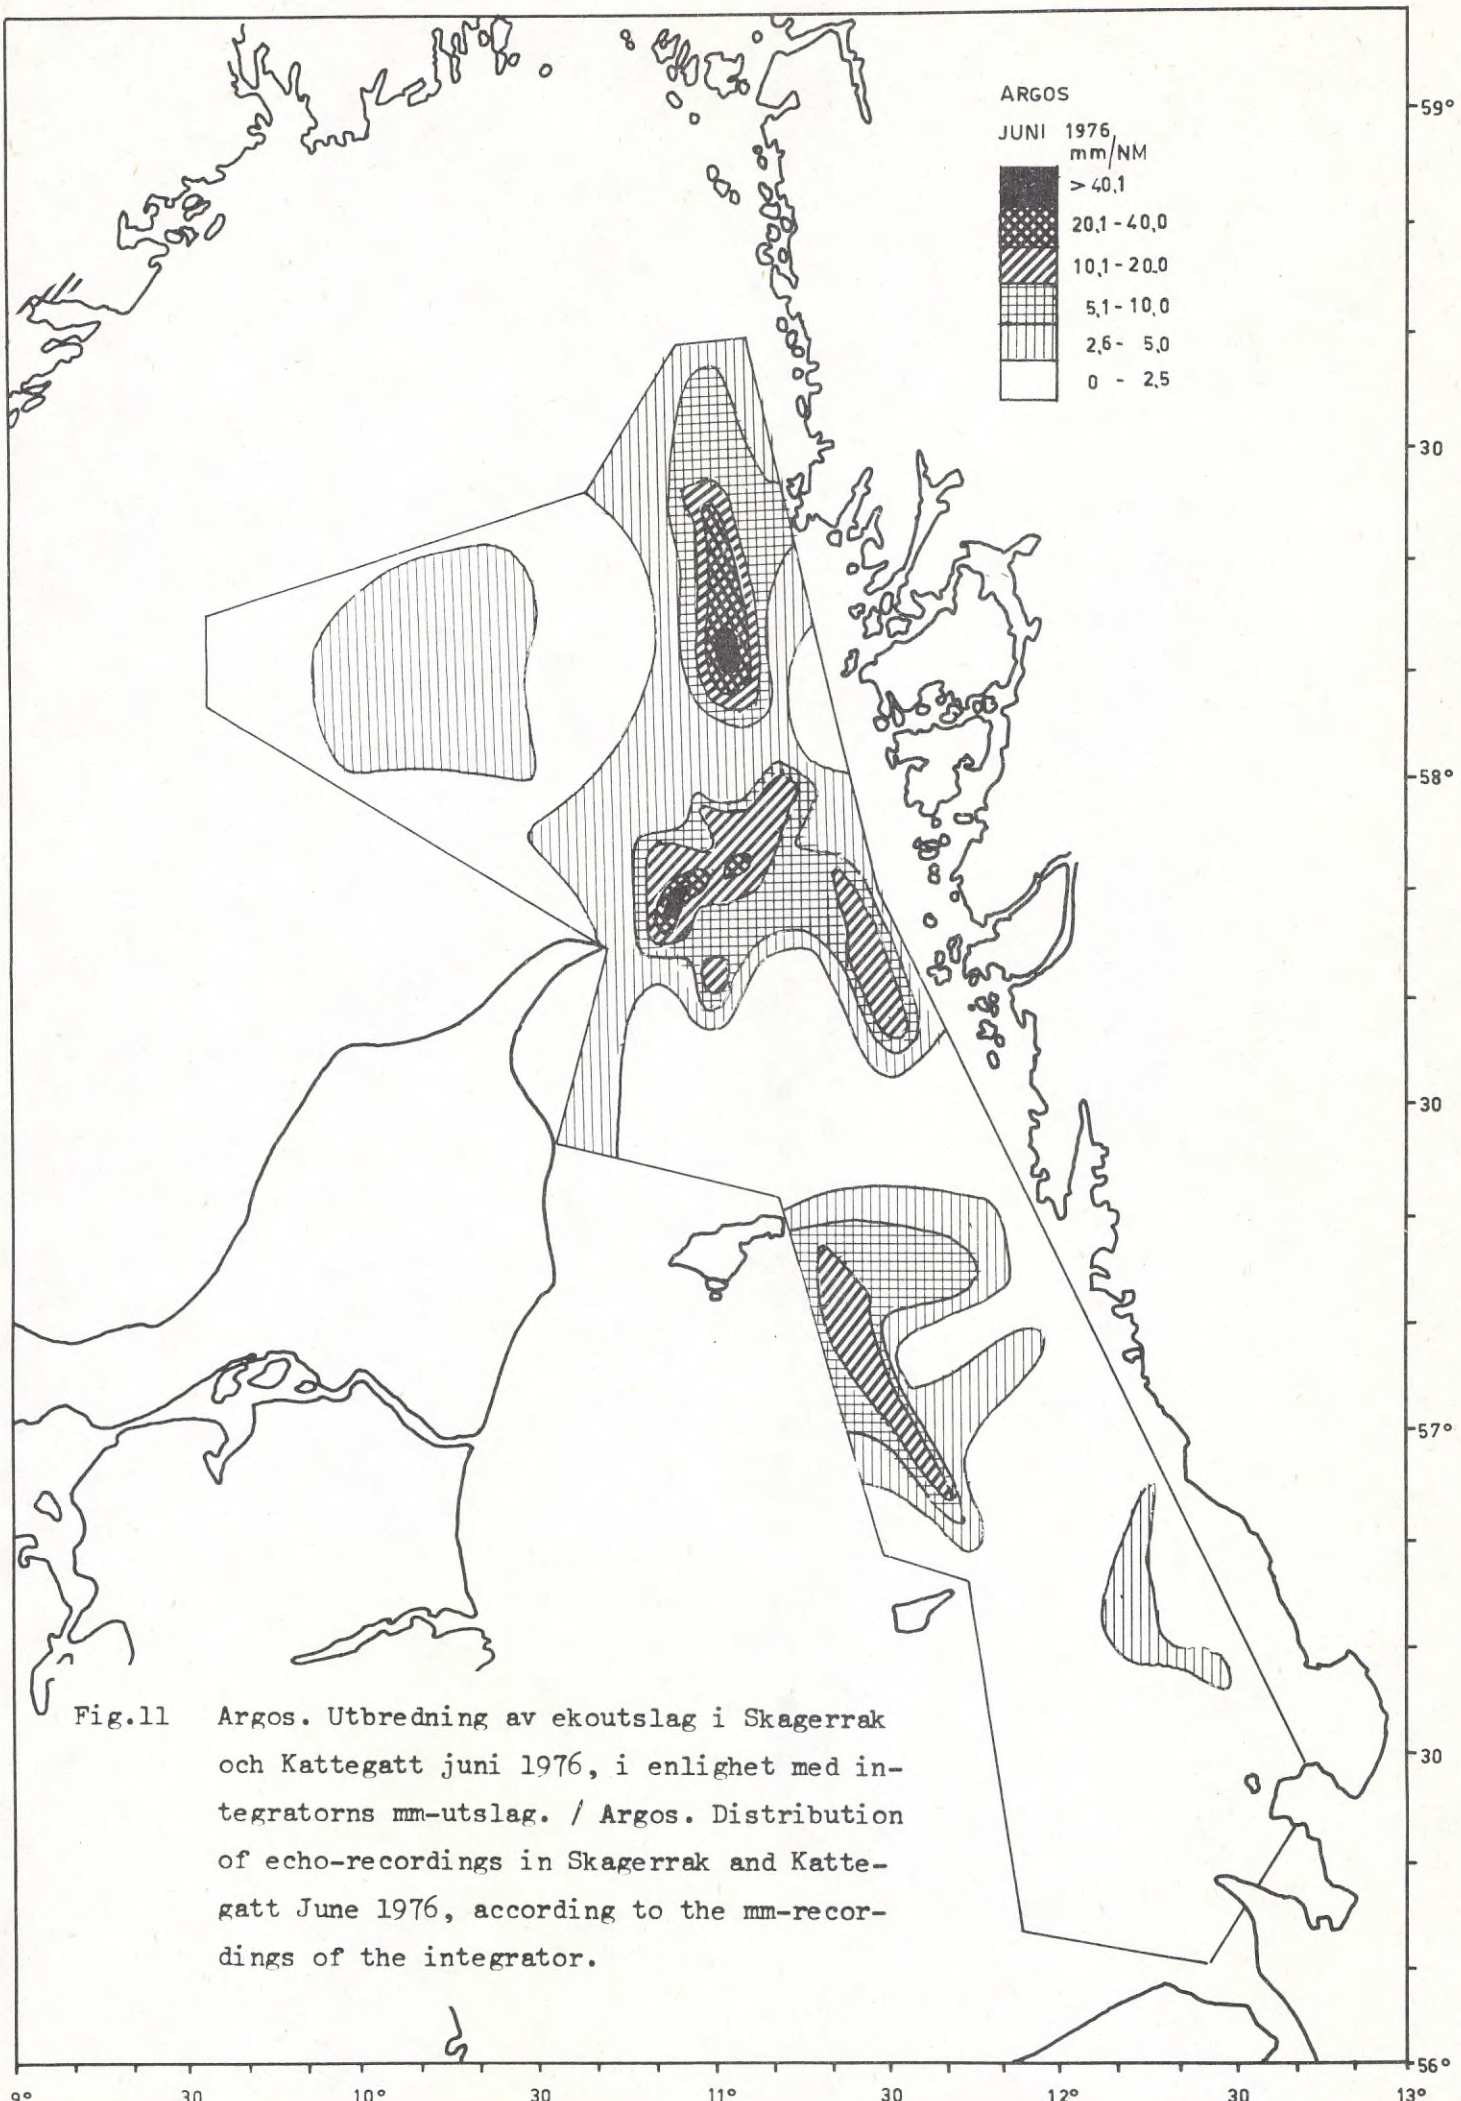 ARGOS
JUNI 1976
mm/NM
> 40,1
20,1 - 40,0
10,1 - 20,0
5,1 - 10,0
2,6 - 5,0
0 - 2,5
59°
30
58°
30
57°
30
56°
Fig.11 Argos. Utbredning av ekoutslag i Skagerrak
och Kattegatt juni 1976, i enlighet med in-
tegratorns mm-utslag. / Argos. Distribution
of echo-recordings in Skagerrak and Katte-
gatt June 1976, according to the mm-recor-
dings of the integrator.
9° 30 10° 30 11° 30 12° 30 13°